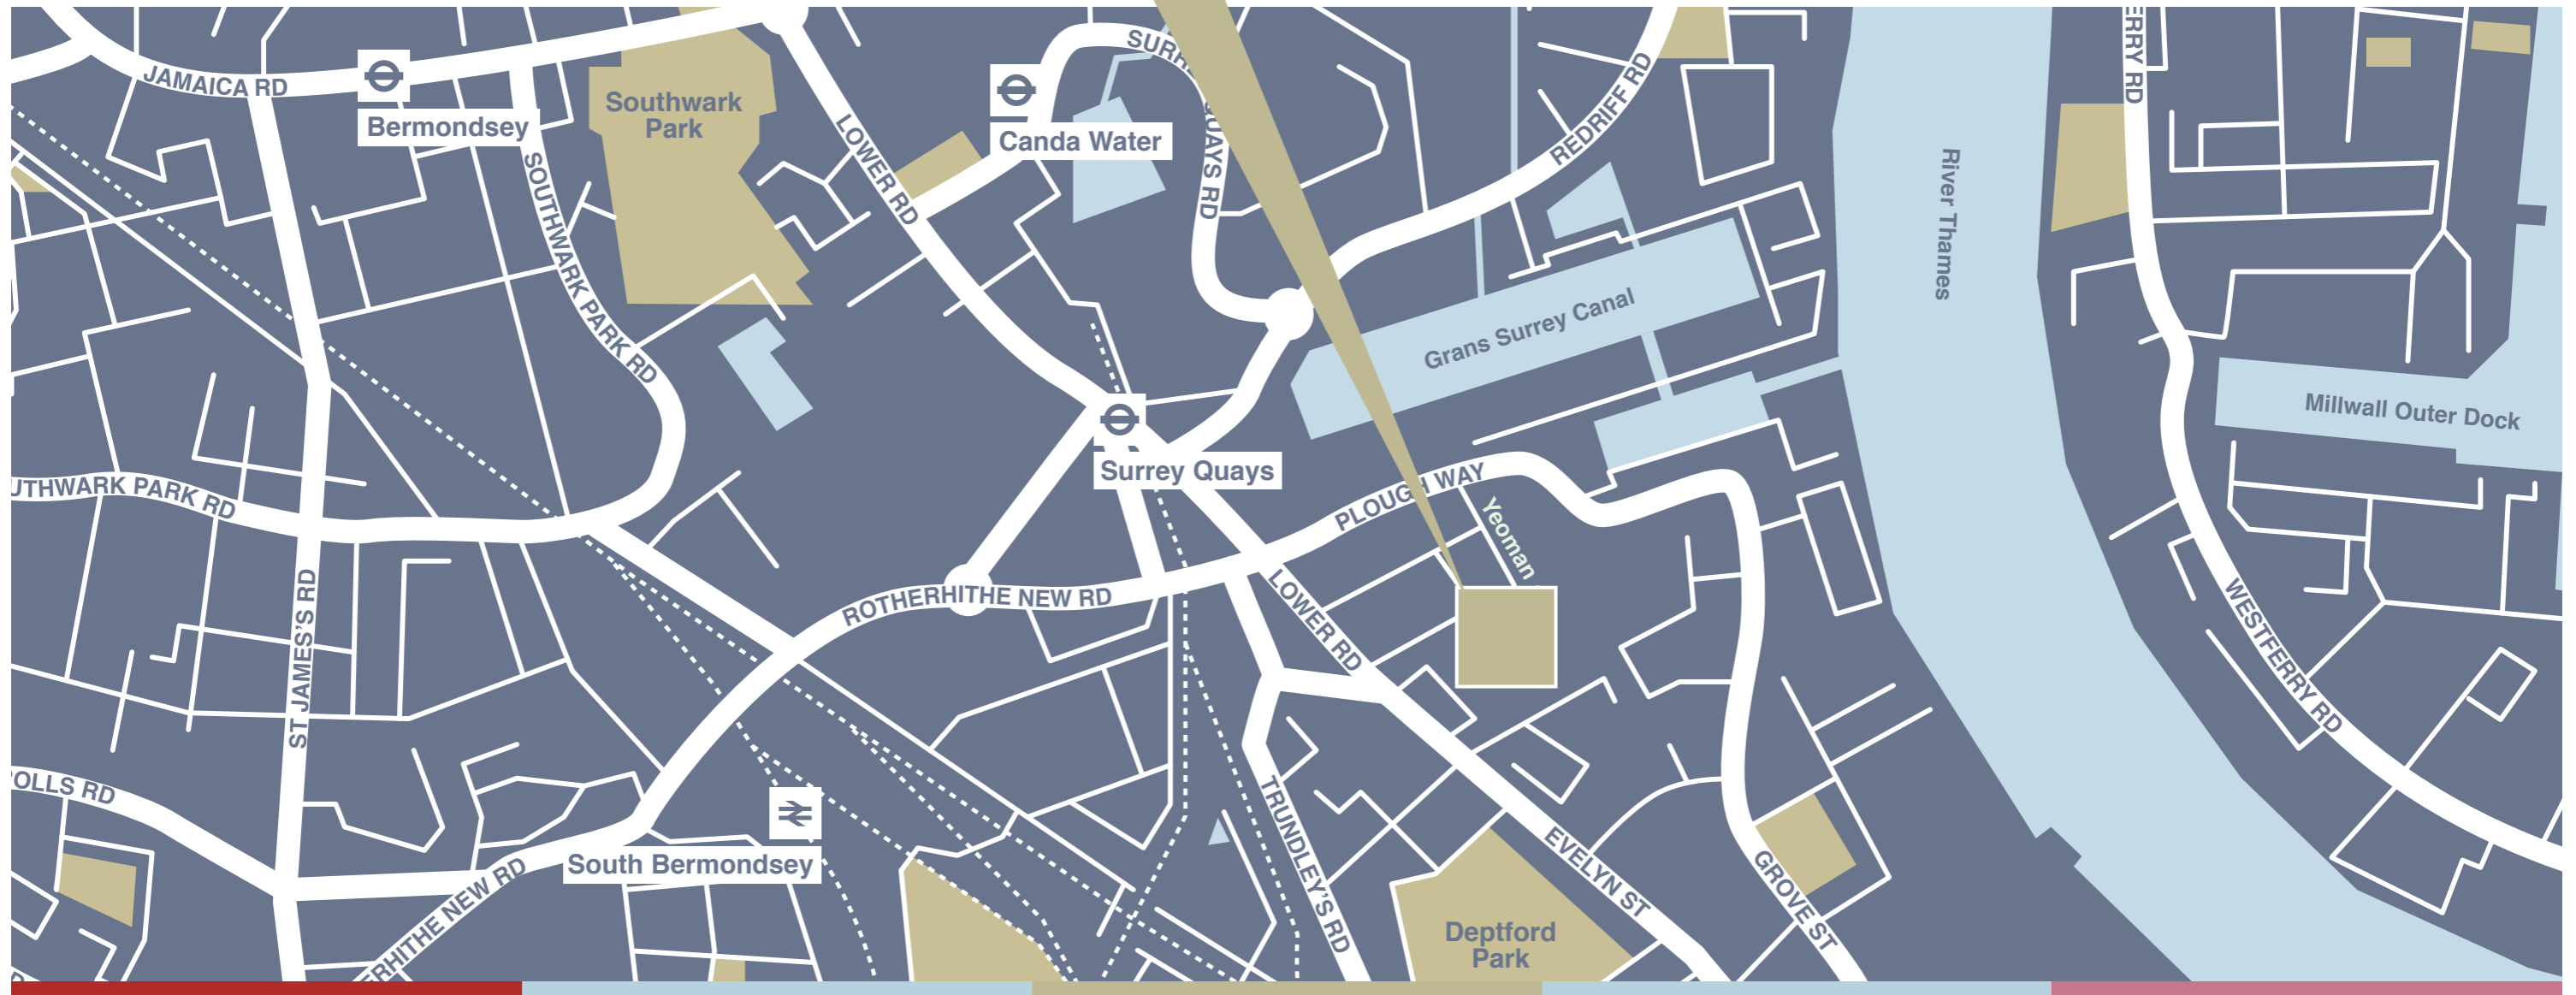 JAMAICA RD
Bermondsey
Southwark
Park
SOUTHWARK PARK RD
LOWER RD
Canda Water
QUAYS RD
REDRIFF RD
River Thames
ERRY RD
Grans Surrey Canal
Millwall Outer Dock
Surrey Quays
UTHWARK PARK RD
PLOUGH WAY
Yeoman
ROTHERHITHE NEW RD
LOWER RD
ST JAMES'S RD
WESTFERRY RD
OLLS RD
South Bermondsey
ERHITHE NEW RD
TRUNDLEY'S RD
EVELYN ST
GROVE ST
Deptford
Park